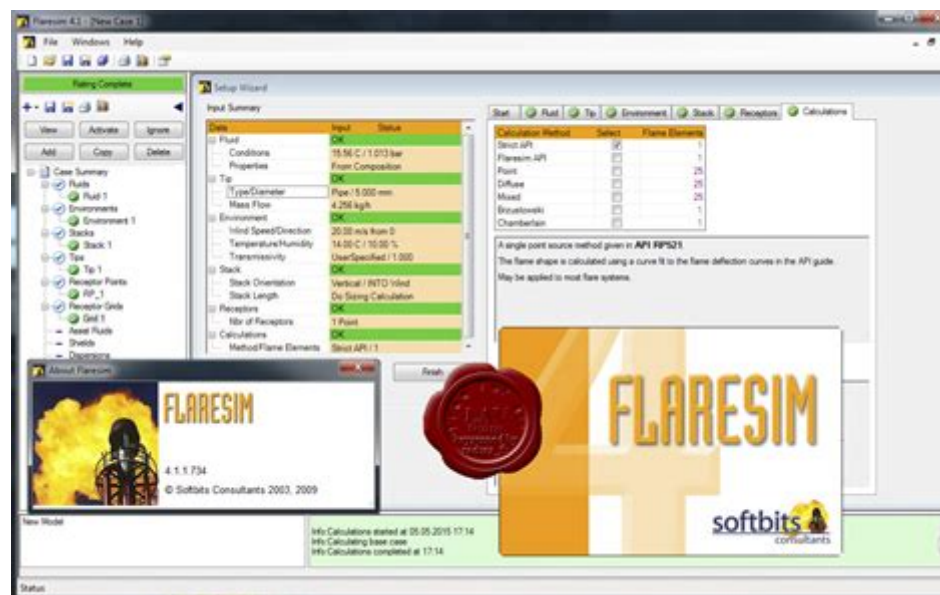 Flaresim 4.1 - [New Case 1]
File Windows Help
Rating Complete
View Activate Ignore
Add Copy Delete
Case Summary
Fluids
Fluid 1
Environments
Environment 1
Stacks
Stack 1
Tips
Tip 1
Receptor Points
RP_1
Receptor Grids
Grid 1
Assist Fluids
Shields
Dispersions
Setup Wizard
Input Summary
Data Input Status
Fluid OK
Conditions 15.56 C / 1.013 bar
Properties From Composition
Tip OK
Type/Diameter Pipe / 5.000 mm
Mass Flow 4.256 kg/h
Environment OK
Wind Speed/Direction 20.00 m/s from 0
Temperature/Humidity 14.00 C / 10.00 %
Transmissivity UserSpecified / 1.000
Stack OK
Stack Orientation Vertical / INTO Wind
Stack Length Do Sizing Calculation
Receptors OK
Nbr of Receptors 1 Point
Calculations OK
Method/Flame Elements Strict API / 1
Finish
Start Fluid Tip Environment Stack Receptors Calculations
Calculation Method Select Flame Elements
Strict API 1
Flaresim API 1
Point 25
Diffuse 25
Mixed 25
Brzustowski 1
Chamberlain 1
A single point source method given in API RP521.
The flame shape is calculated using a curve fit to the flame deflection curves in the API guide.
May be applied to most flare systems.
About Flaresim
FLARESIM
4.1.1.734
© Softbits Consultants 2003, 2009
4
FLARESIM
softbits
consultants
New Model
Info Calculations started at 05.05.2015 17:14
Info Calculating base case
Info Calculations completed at 17:14
Status